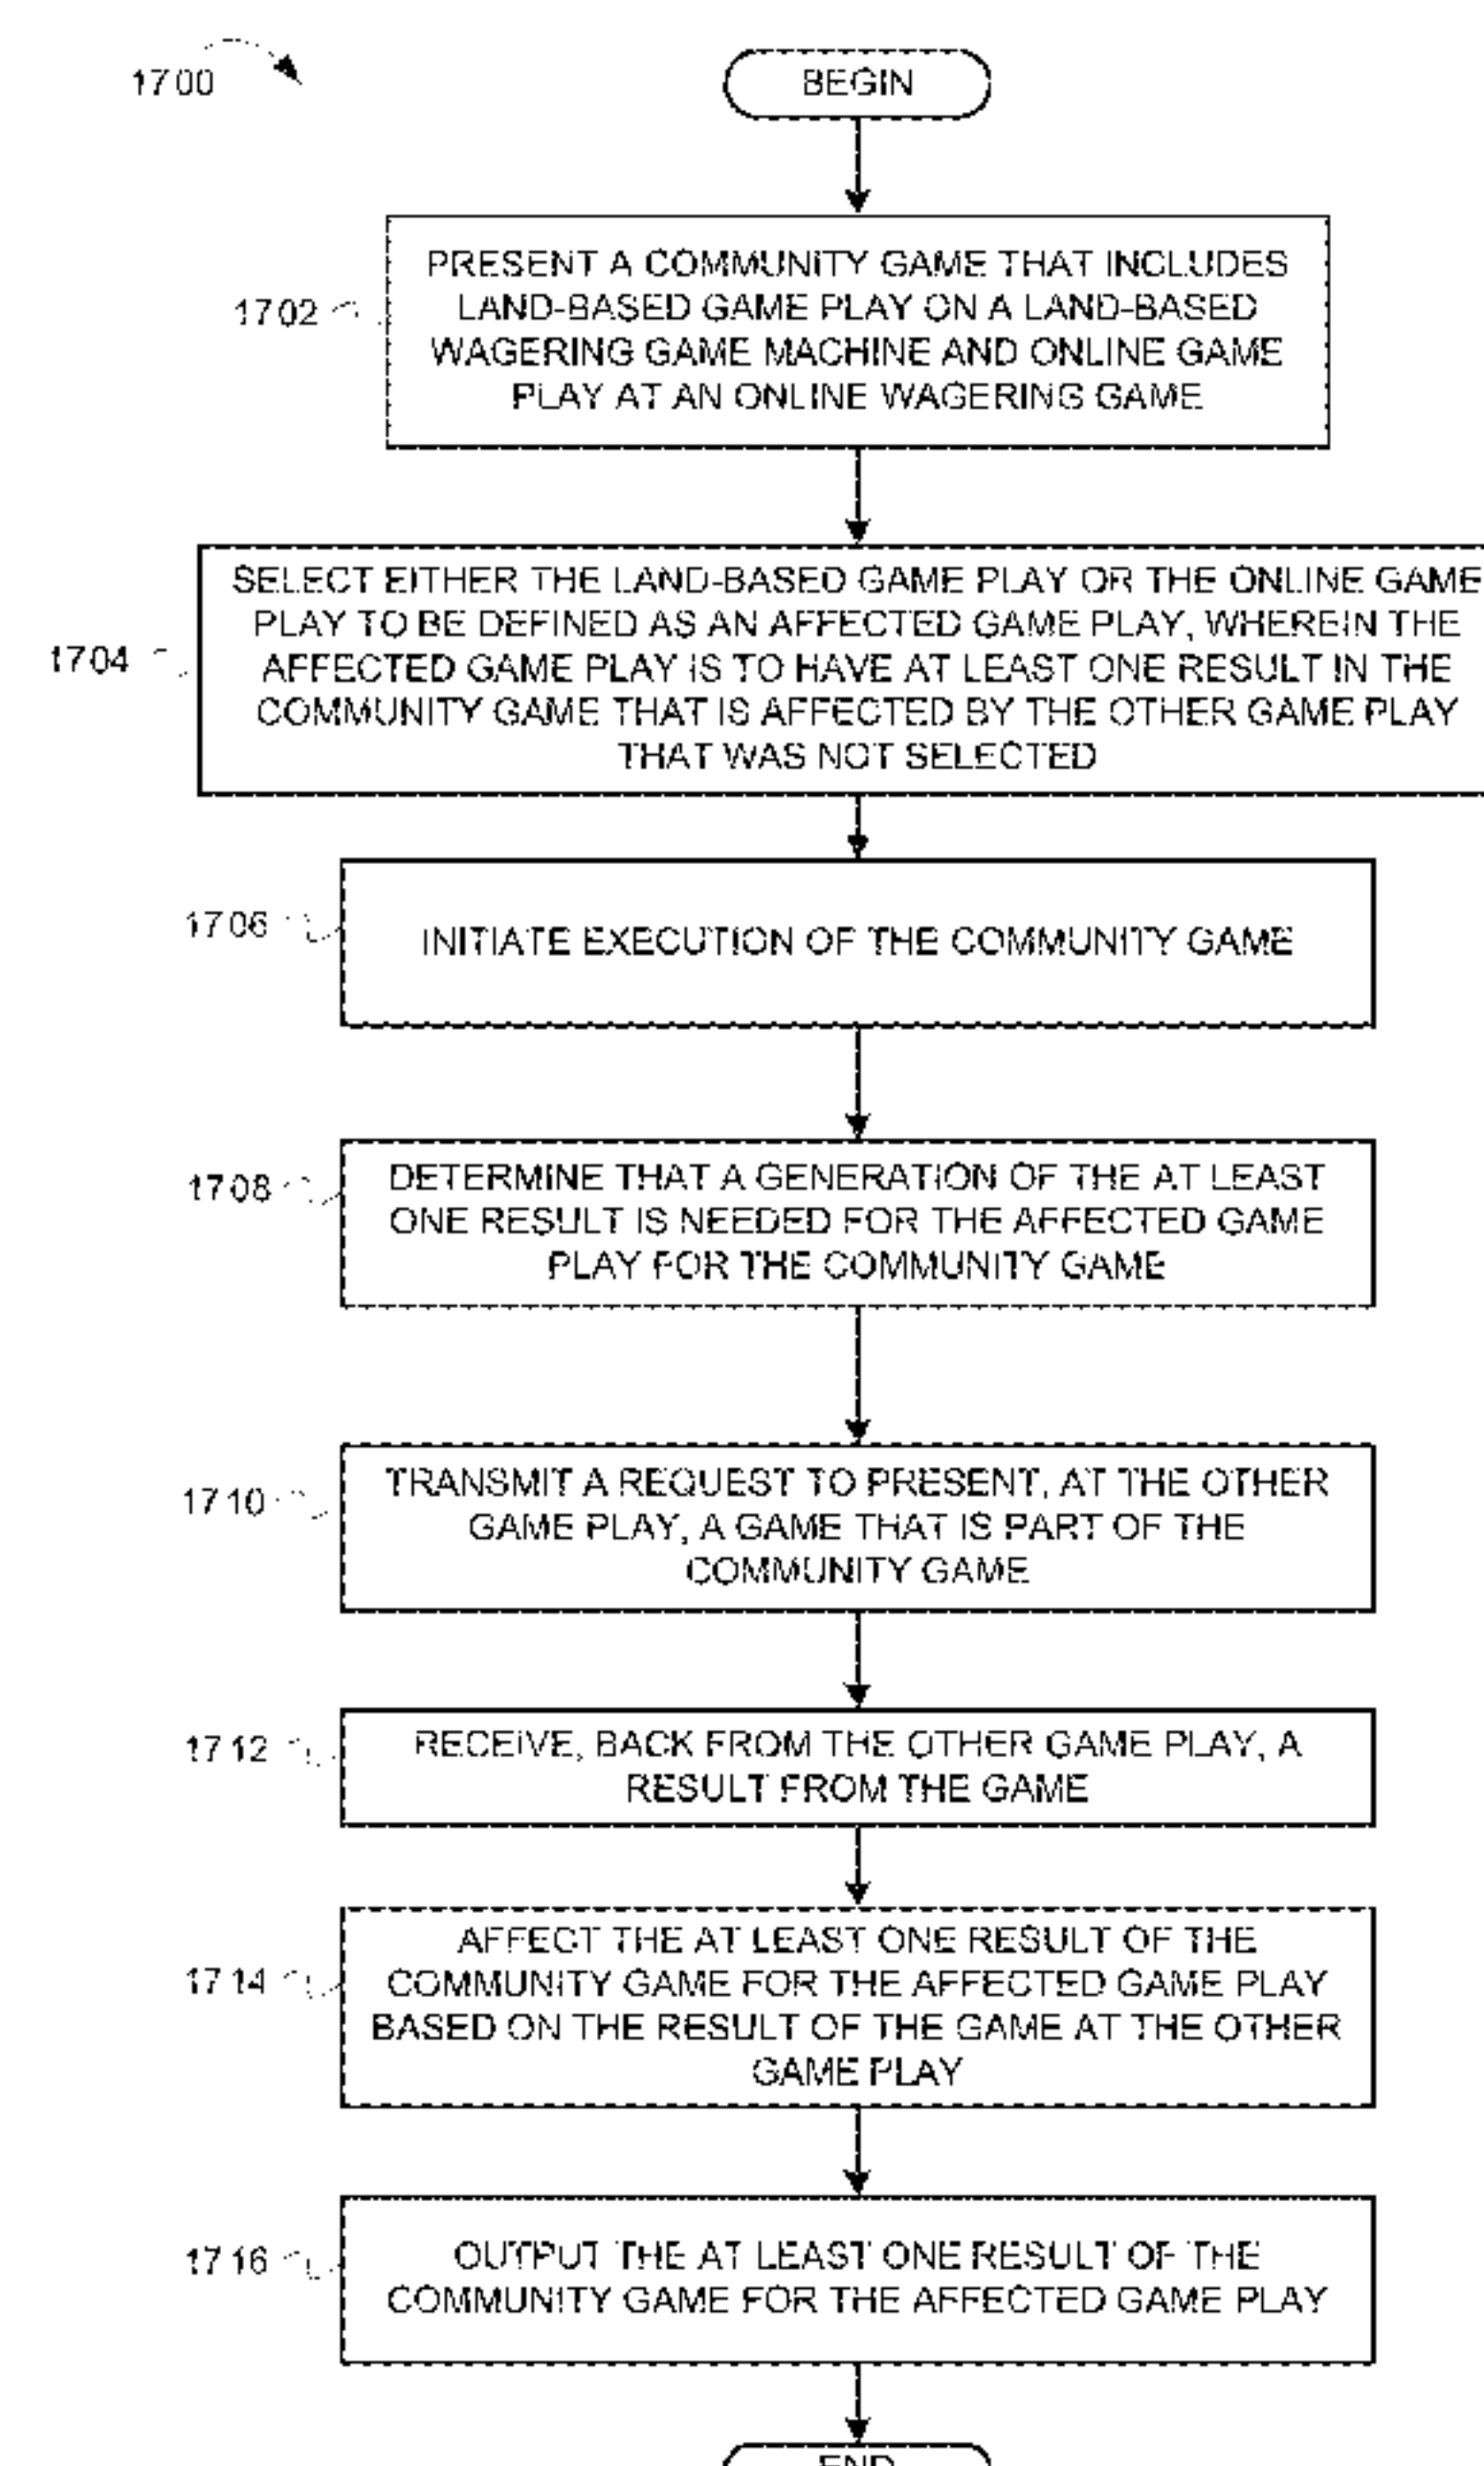 1700
BEGIN
1702
PRESENT A COMMUNITY GAME THAT INCLUDES
LAND-BASED GAME PLAY ON A LAND-BASED
WAGERING GAME MACHINE AND ONLINE GAME
PLAY AT AN ONLINE WAGERING GAME
1704
SELECT EITHER THE LAND-BASED GAME PLAY OR THE ONLINE GAME
PLAY TO BE DEFINED AS AN AFFECTED GAME PLAY, WHEREIN THE
AFFECTED GAME PLAY IS TO HAVE AT LEAST ONE RESULT IN THE
COMMUNITY GAME THAT IS AFFECTED BY THE OTHER GAME PLAY
THAT WAS NOT SELECTED
1706
INITIATE EXECUTION OF THE COMMUNITY GAME
1708
DETERMINE THAT A GENERATION OF THE AT LEAST
ONE RESULT IS NEEDED FOR THE AFFECTED GAME
PLAY FOR THE COMMUNITY GAME
1710
TRANSMIT A REQUEST TO PRESENT, AT THE OTHER
GAME PLAY, A GAME THAT IS PART OF THE
COMMUNITY GAME
1712
RECEIVE, BACK FROM THE OTHER GAME PLAY, A
RESULT FROM THE GAME
1714
AFFECT THE AT LEAST ONE RESULT OF THE
COMMUNITY GAME FOR THE AFFECTED GAME PLAY
BASED ON THE RESULT OF THE GAME AT THE OTHER
GAME PLAY
1716
OUTPUT THE AT LEAST ONE RESULT OF THE
COMMUNITY GAME FOR THE AFFECTED GAME PLAY
END